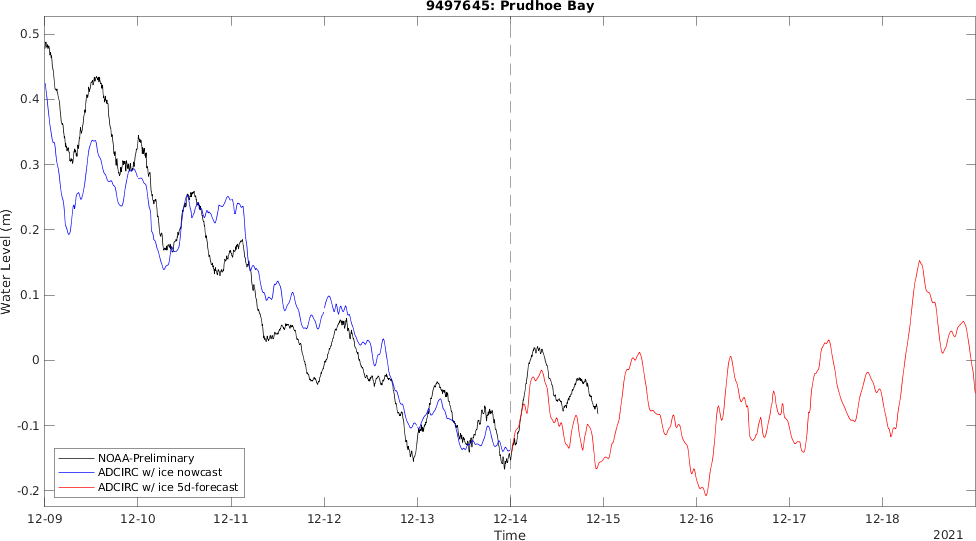 9497645: Prudhoe Bay
0.5
0.4
0.3
0.2
0.1
0
-0.1
-0.2
Water Level (m)
NOAA-Preliminary
ADCIRC w/ ice nowcast
ADCIRC w/ ice 5d-forecast
12-09 12-10 12-11 12-12 12-13 12-14 12-15 12-16 12-17 12-18
Time
2021